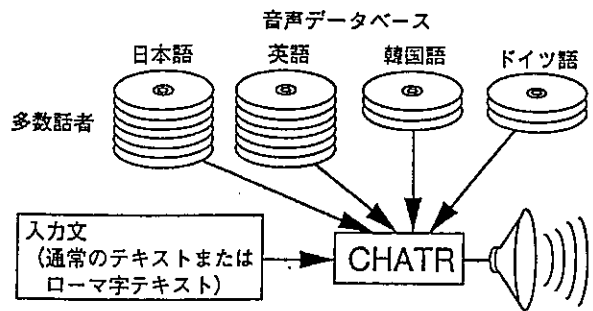 音声データベース
日本語
英語
韓国語
ドイツ語
多数話者
入力文
（通常のテキストまたは
ローマ字テキスト）
CHATR